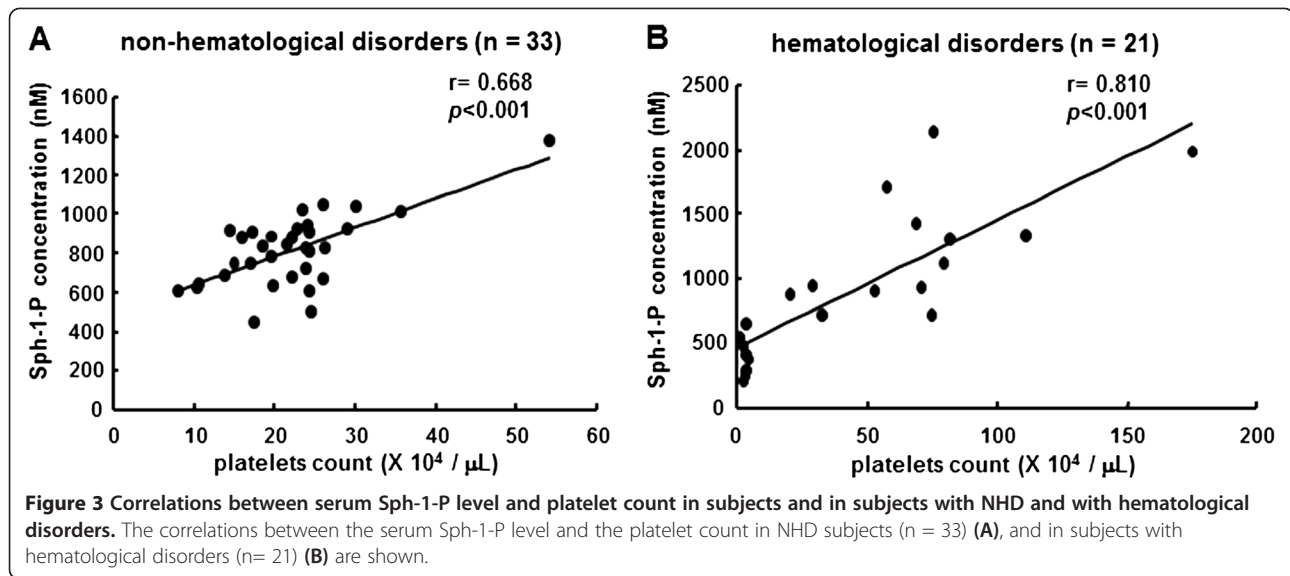 A non-hematological disorders (n = 33)
r= 0.668
p<0.001
Sph-1-P concentration (nM)
1600
1400
1200
1000
800
600
400
200
0
0 10 20 30 40 50 60
platelets count (X 10⁴ / μL)
B hematological disorders (n = 21)
r= 0.810
p<0.001
Sph-1-P concentration (nM)
2500
2000
1500
1000
500
0
0 50 100 150 200
platelets count (X 10⁴ / μL)
Figure 3 Correlations between serum Sph-1-P level and platelet count in subjects and in subjects with NHD and with hematological
disorders. The correlations between the serum Sph-1-P level and the platelet count in NHD subjects (n = 33) (A), and in subjects with
hematological disorders (n= 21) (B) are shown.